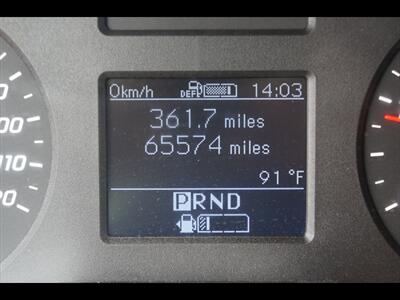 0km/h DEF 14:03
361.7 miles
65574 miles
91 °F
PRND